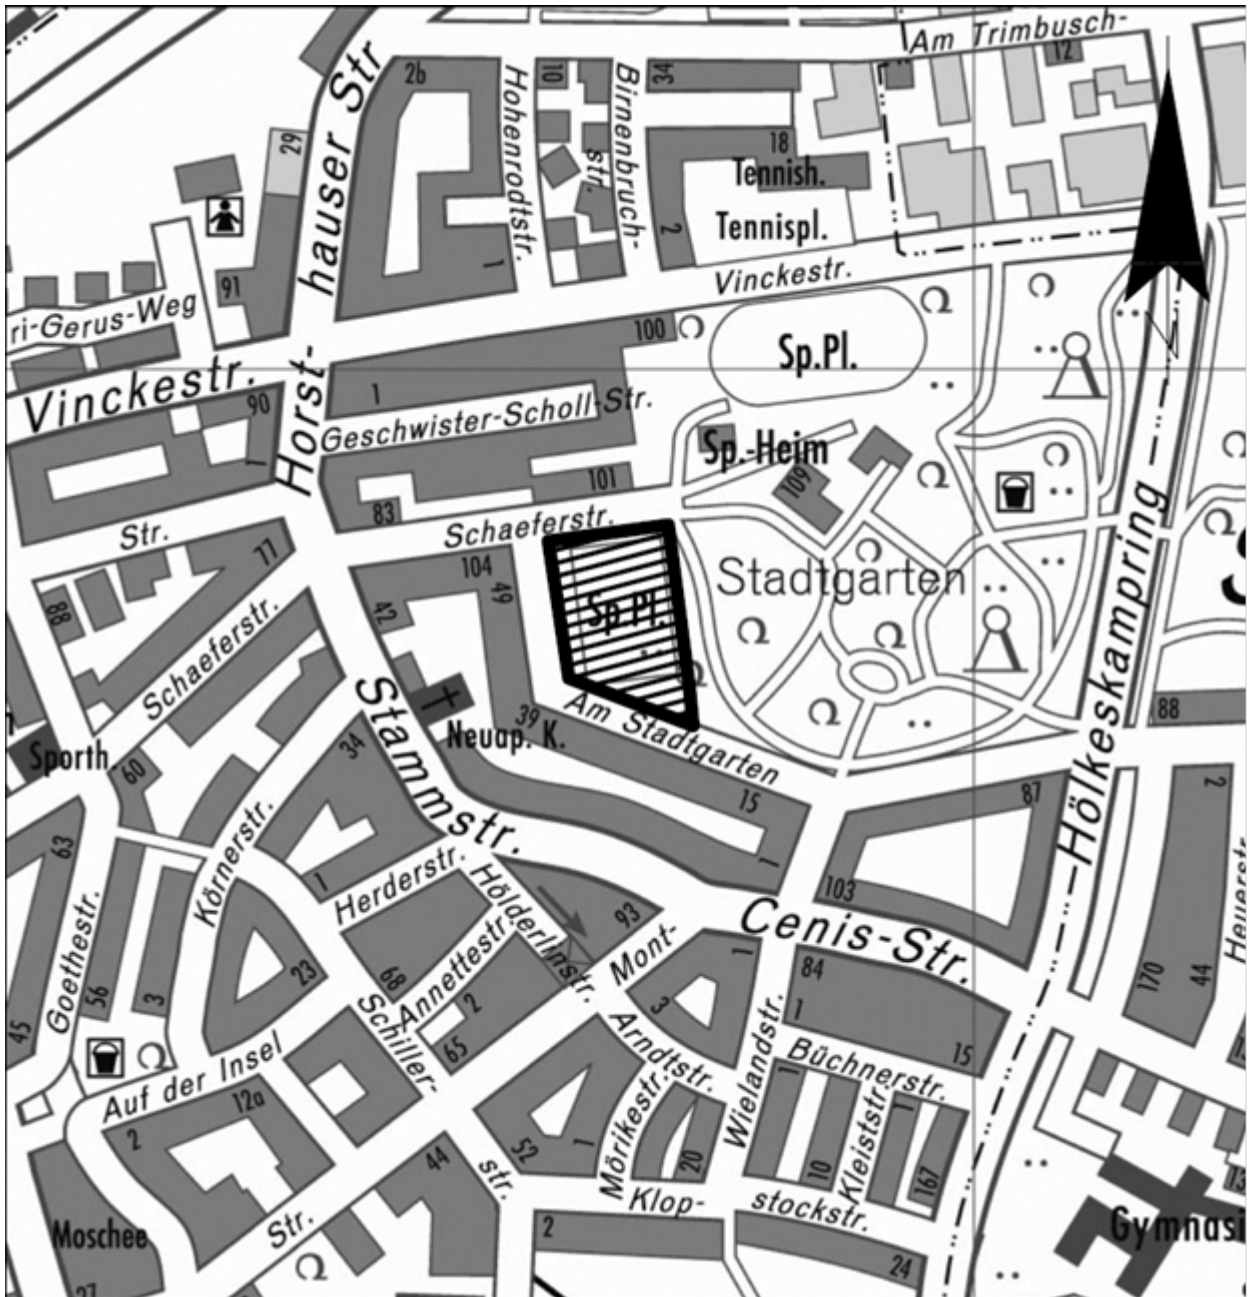 Am Trimbusch-
12
Horst-
hauser Str
2b
Hohenrodtstr.
10
Birnenbruch-
str.
34
29
18
Tennish.
Tennispl.
2
1
91
Vinckestr.
ri-Gerus-Weg
100
Sp.Pl.
Vinckestr.
90
1
1
Geschwister-Scholl-Str.
Sp.-Heim
109
101
83
Schaeferstr.
Str.
77
104
49
42
88
Sp.Pl.
Stadtgarten
Hölkeskampring
Schaeferstr.
Stammstr.
Neuap. K.
39
Am Stadtgarten
15
1
88
Sporth.
60
34
87
2
63
Körnerstr.
1
Herderstr.
Hölderlinstr.
93
103
Mont-
Cenis-Str.
Goethestr.
56
3
23
68
Annettestr.
2
65
3
1
84
1
15
170
44
Heuerstr.
45
Schiller-
str.
Auf der Insel
12a
2
Arndtstr.
Wielandstr.
Büchnerstr.
1
1
Mörikestr.
52
1
20
10
Kleiststr.
167
44
Klop-
stockstr.
Str.
Moschee
27
2
24
Gymnasi